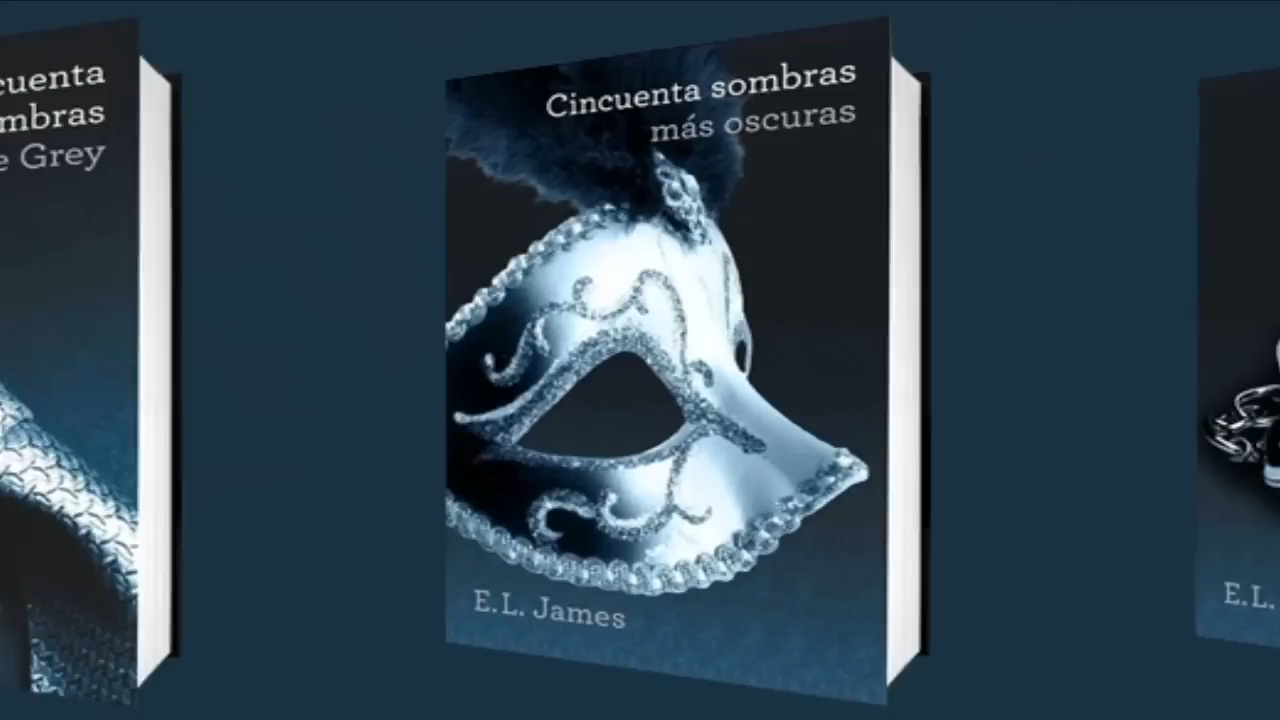 cuenta
mbras
e Grey
Cincuenta sombras
más oscuras
E.L. James
E.L.